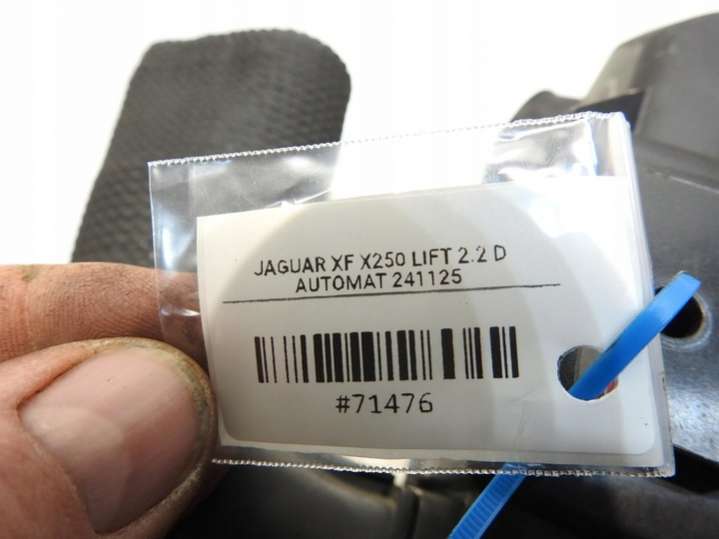 JAGUAR XF X250 LIFT 2.2 D
AUTOMAT 241125
#71476